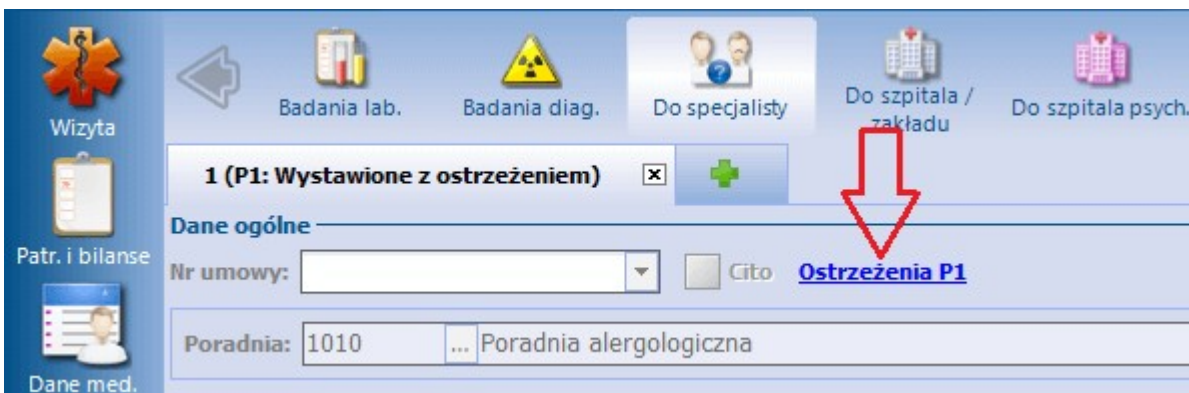 Wizyta
Patr. i bilanse
Dane med.
Badania lab.
Badania diag.
Do specjalisty
Do szpitala /
zakładu
Do szpitala psych.
1 (P1: Wystawione z ostrzeżeniem)
Dane ogólne
Nr umowy:
Cito
Ostrzeżenia P1
Poradnia: 1010 ... Poradnia alergologiczna